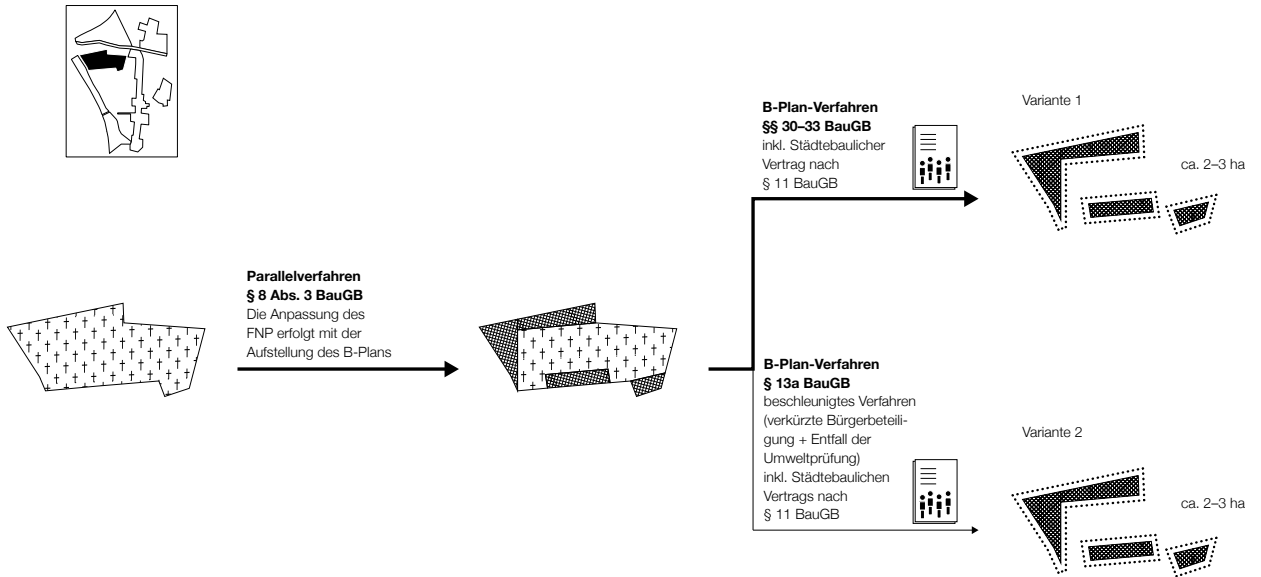 Parallelverfahren
§ 8 Abs. 3 BauGB
Die Anpassung des
FNP erfolgt mit der
Aufstellung des B-Plans
B-Plan-Verfahren
§§ 30–33 BauGB
inkl. Städtebaulicher
Vertrag nach
§ 11 BauGB
Variante 1
ca. 2–3 ha
B-Plan-Verfahren
§ 13a BauGB
beschleunigtes Verfahren
(verkürzte Bürgerbeteili-
gung + Entfall der
Umweltprüfung)
inkl. Städtebaulichen
Vertrags nach
§ 11 BauGB
Variante 2
ca. 2–3 ha